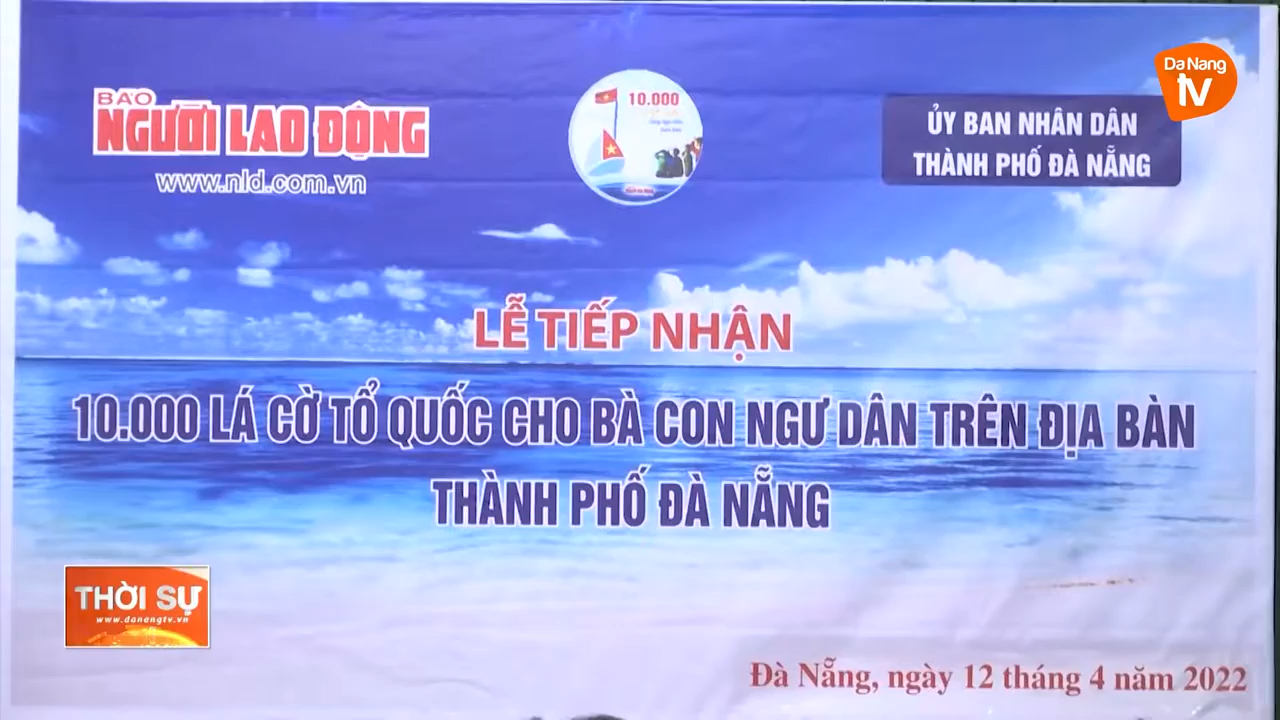 BÁO
NGƯỜI LAO ĐỘNG
www.nld.com.vn
10.000
Da Nang
tv
ỦY BAN NHÂN DÂN
THÀNH PHỐ ĐÀ NẴNG
LỄ TIẾP NHẬN
10.000 LÁ CỜ TỔ QUỐC CHO BÀ CON NGƯ DÂN TRÊN ĐỊA BÀN
THÀNH PHỐ ĐÀ NẴNG
THỜI SỰ
www.danangtv.vn
Đà Nẵng, ngày 12 tháng 4 năm 2022